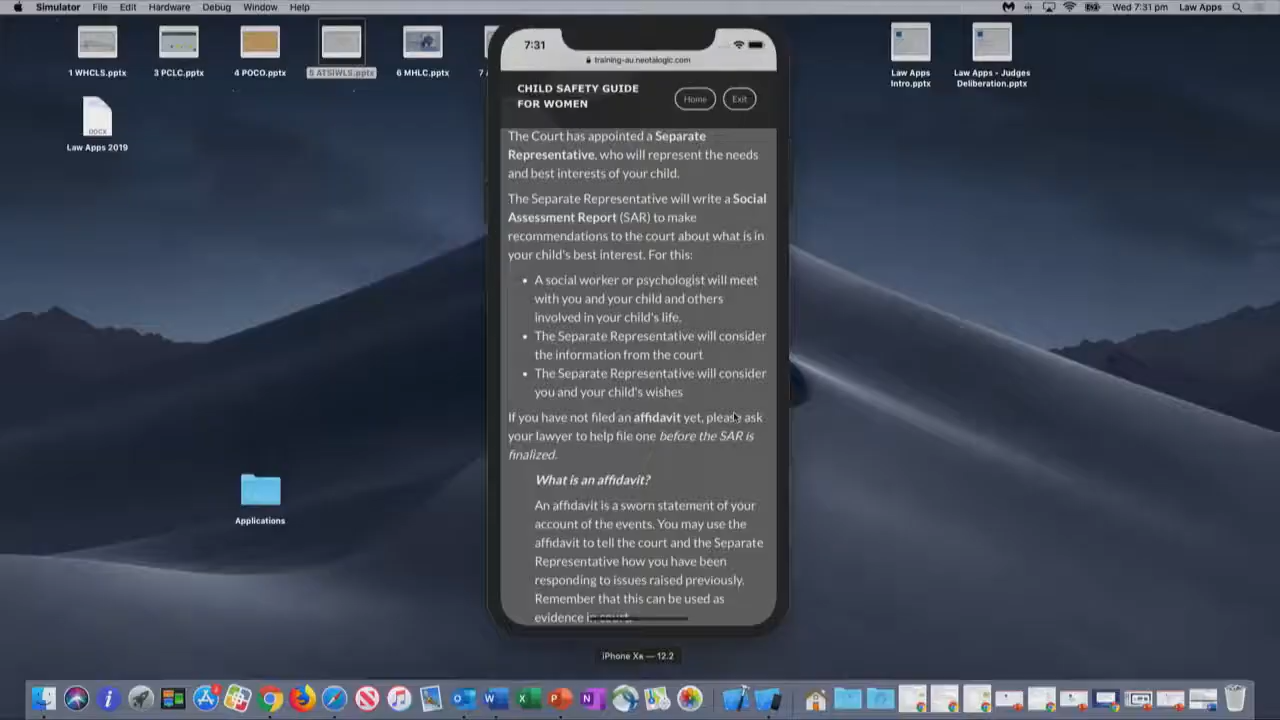 Simulator File Edit Hardware Debug Window Help
Wed 7:31 pm Law Apps
1 WHCLS.pptx
3 PCLC.pptx
4 POCO.pptx
5 ATSIWLS.pptx
6 MHLC.pptx
Law Apps
Intro.pptx
Law Apps - Judges
Deliberation.pptx
DOCX
Law Apps 2019
Applications
7:31
training-au.neotalogic.com
CHILD SAFETY GUIDE
FOR WOMEN
Home
Exit
The Court has appointed a Separate
Representative, who will represent the needs
and best interests of your child.
The Separate Representative will write a Social
Assessment Report (SAR) to make
recommendations to the court about what is in
your child's best interest. For this:
• A social worker or psychologist will meet
with you and your child and others
involved in your child's life.
• The Separate Representative will consider
the information from the court
• The Separate Representative will consider
you and your child's wishes
If you have not filed an affidavit yet, please ask
your lawyer to help file one before the SAR is
finalized.
What is an affidavit?
An affidavit is a sworn statement of your
account of the events. You may use the
affidavit to tell the court and the Separate
Representative how you have been
responding to issues raised previously.
Remember that this can be used as
evidence in court.
iPhone XR — 12.2